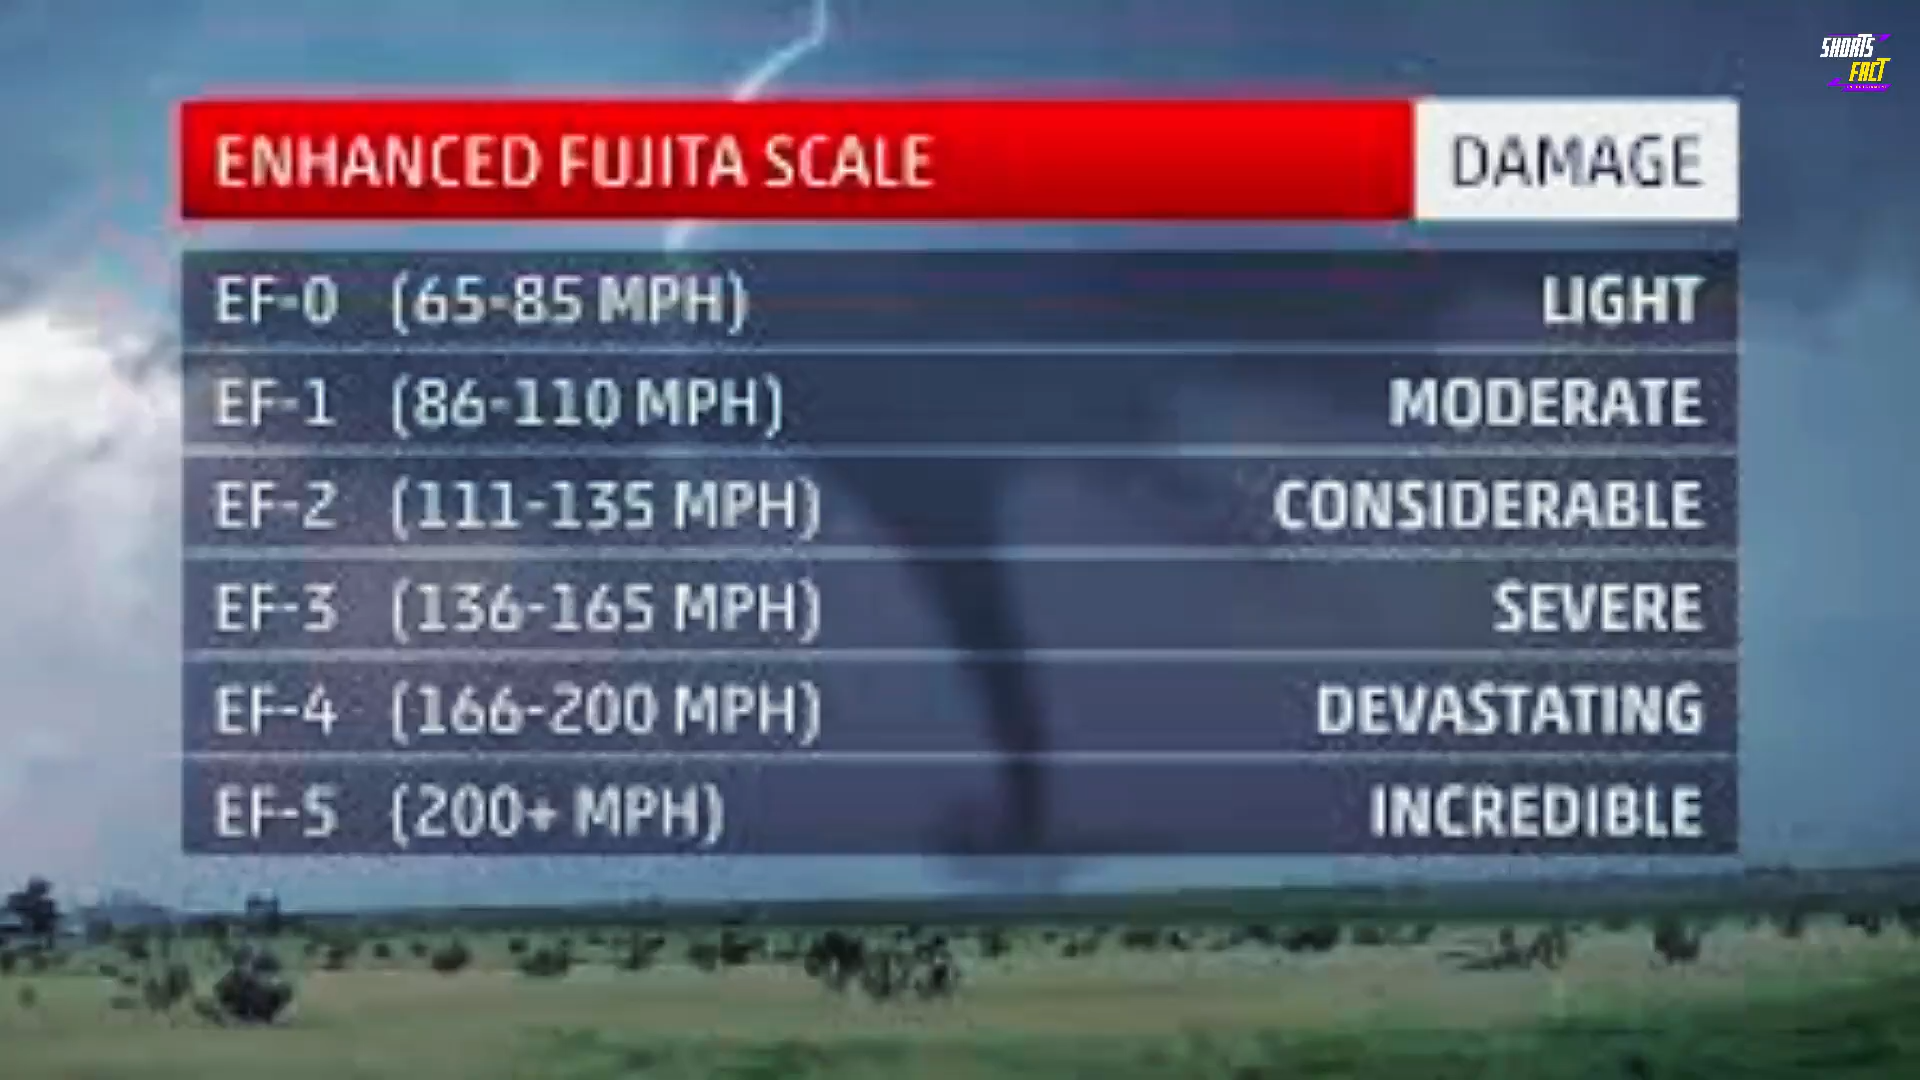 SHORTS
FACT
ENHANCED FUJITA SCALE DAMAGE
EF-0 (65-85 MPH) LIGHT
EF-1 (86-110 MPH) MODERATE
EF-2 (111-135 MPH) CONSIDERABLE
EF-3 (136-165 MPH) SEVERE
EF-4 (166-200 MPH) DEVASTATING
EF-5 (200+ MPH) INCREDIBLE